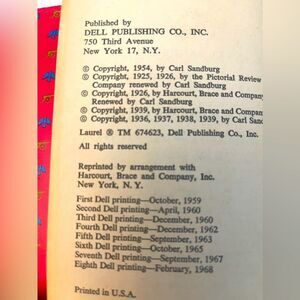 Published by
DELL PUBLISHING CO., INC.
750 Third Avenue
New York 17, N.Y.
© Copyright, 1954, by Carl Sandburg
© Copyright, 1925, 1926, by the Pictorial Review
Company renewed by Carl Sandburg
© Copyright, 1926, by Harcourt, Brace and Company
Renewed by Carl Sandburg
© Copyright, 1939, by Harcourt, Brace and Company
© Copyright, 1936, 1937, 1938, 1939, by Carl Sand
Laurel ® TM 674623, Dell Publishing Co., Inc.
All rights reserved
Reprinted by arrangement with
Harcourt, Brace and Company, Inc.
New York, N. Y.
First Dell printing—October, 1959
Second Dell printing—April, 1960
Third Dell printing—December, 1960
Fourth Dell printing—December, 1962
Fifth Dell printing—September, 1963
Sixth Dell printing—October, 1965
Seventh Dell printing—September, 1967
Eighth Dell printing—February, 1968
Printed in U.S.A.